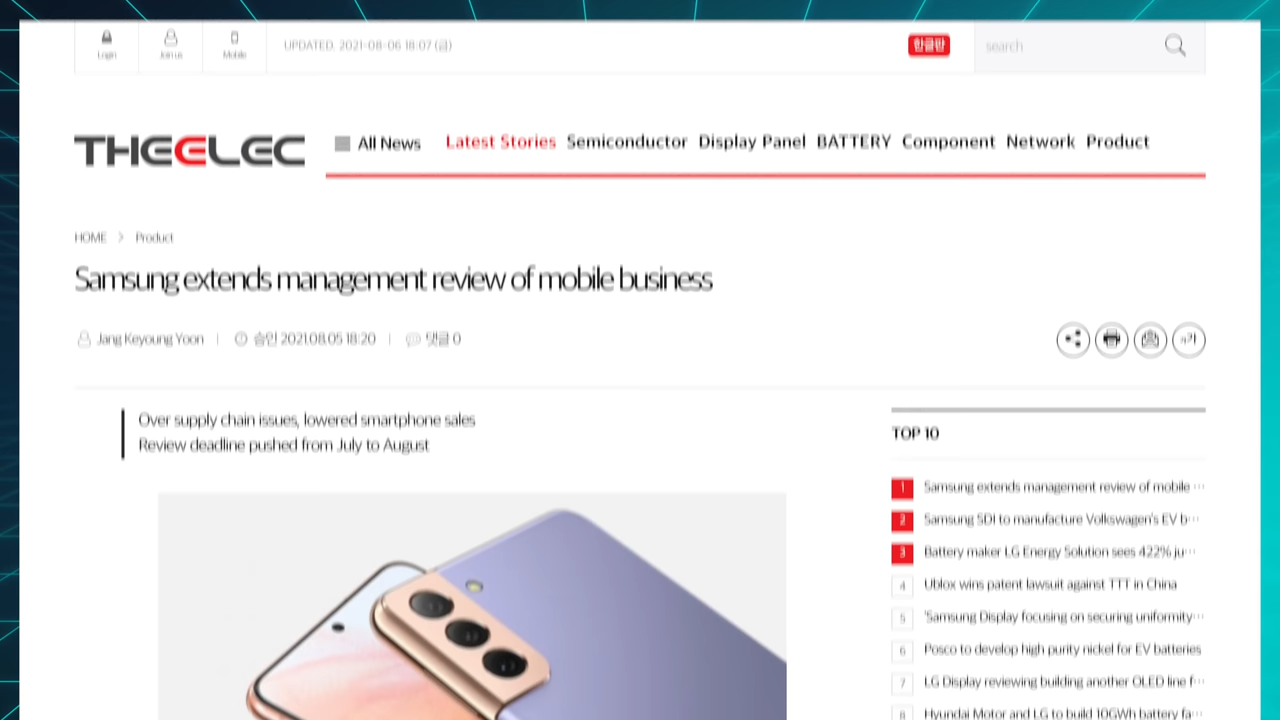 Login
Join us
Mobile
UPDATED. 2021-08-06 18:07 (금)
한글판
search
THEELEC
All News
Latest Stories Semiconductor Display Panel BATTERY Component Network Product
HOME > Product
Samsung extends management review of mobile business
Jang Keyoung Yoon | 승인 2021.08.05 18:20 | 댓글 0
가
Over supply chain issues, lowered smartphone sales
Review deadline pushed from July to August
TOP 10
1 Samsung extends management review of mobile ···
2 Samsung SDI to manufacture Volkswagen's EV b···
3 Battery maker LG Energy Solution sees 422% ju···
4 Ublox wins patent lawsuit against TTT in China
5 'Samsung Display focusing on securing uniformity···
6 Posco to develop high purity nickel for EV batteries
7 LG Display reviewing building another OLED line f···
8 Hyundai Motor and LG to build 10GWh battery fa···